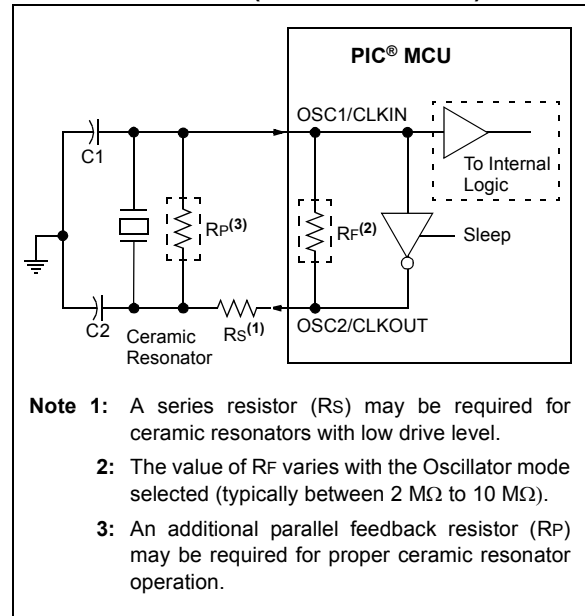 PIC® MCU
OSC1/CLKIN
C1
To Internal
Logic
RP(3)
RF(2)
Sleep
C2
Ceramic
Resonator
RS(1)
OSC2/CLKOUT
Note 1: A series resistor (RS) may be required for
ceramic resonators with low drive level.
2: The value of RF varies with the Oscillator mode
selected (typically between 2 MΩ to 10 MΩ).
3: An additional parallel feedback resistor (RP)
may be required for proper ceramic resonator
operation.